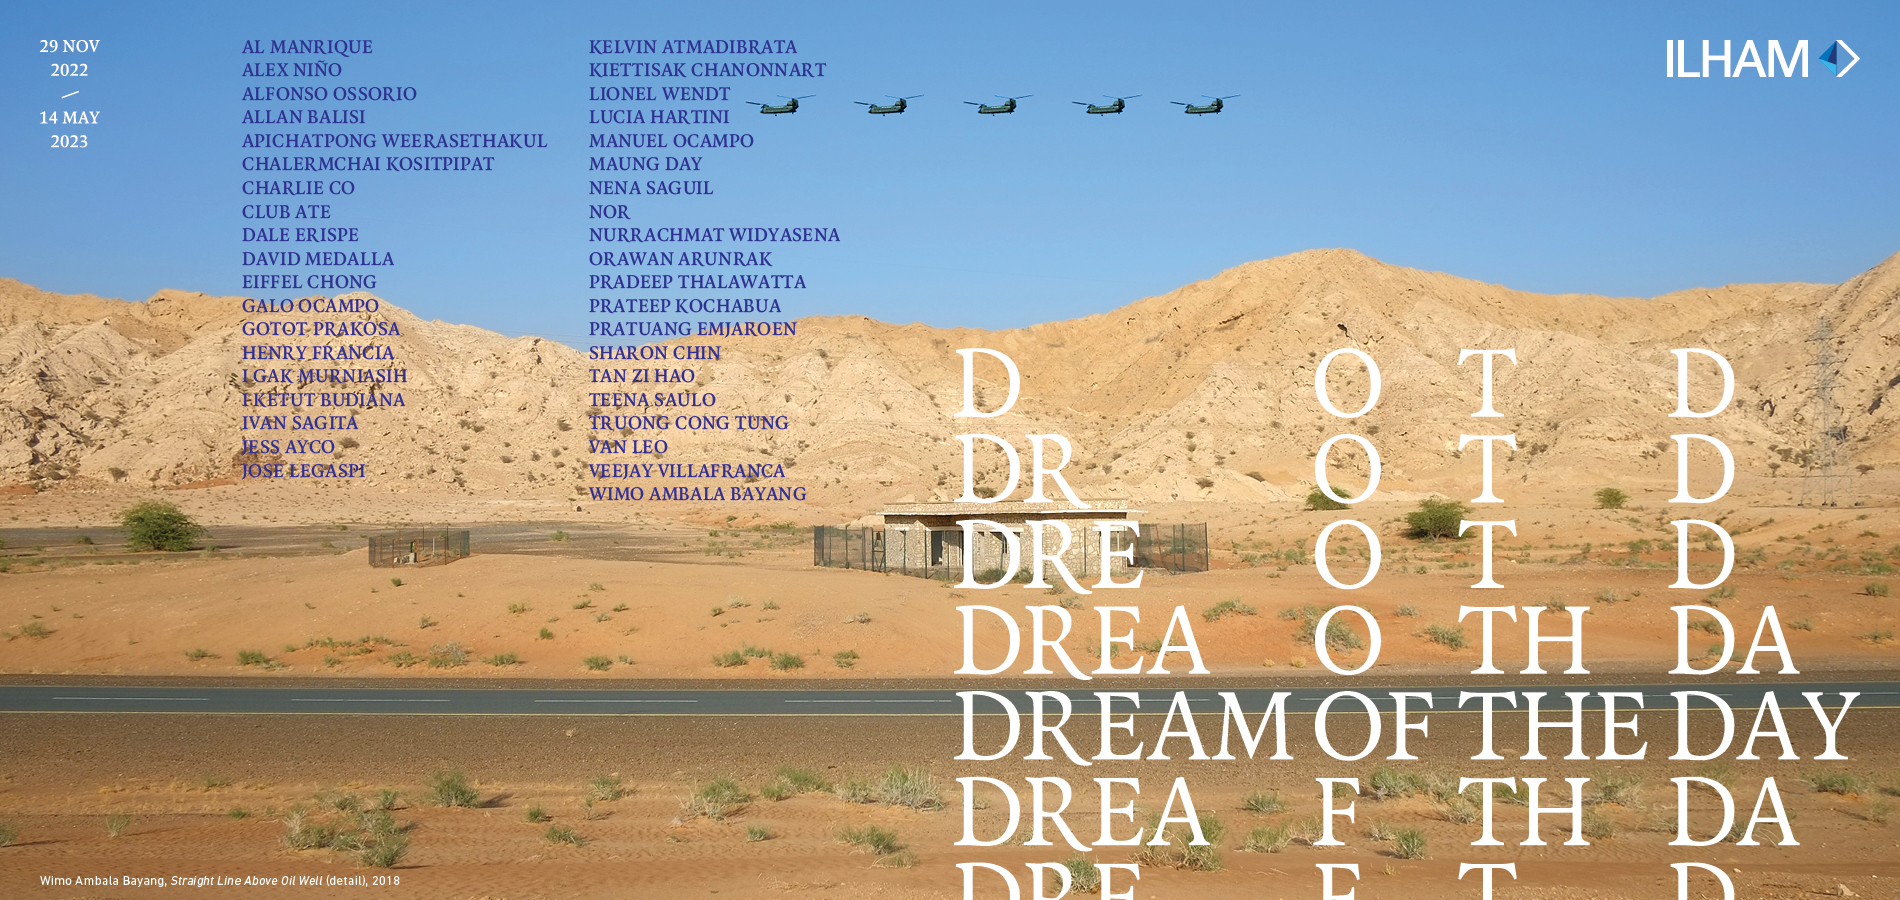 29 NOV
2022
14 MAY
2023
AL MANRIQUE
ALEX NIÑO
ALFONSO OSSORIO
ALLAN BALISI
APICHATPONG WEERASETHAKUL
CHALERMCHAI KOSITPIPAT
CHARLIE CO
CLUB ATE
DALE ERISPE
DAVID MEDALLA
EIFFEL CHONG
GALO OCAMPO
GOTOT PRAKOSA
HENRY FRANCIA
I GAK MURNIASIH
I KETUT BUDIANA
IVAN SAGITA
JESS AYCO
JOSE LEGASPI
KELVIN ATMADIBRATA
KIETTISAK CHANONNART
LIONEL WENDT
LUCIA HARTINI
MANUEL OCAMPO
MAUNG DAY
NENA SAGUIL
NOR
NURRACHMAT WIDYASENA
ORAWAN ARUNRAK
PRADEEP THALAWATTA
PRATEEP KOCHABUA
PRATUANG EMJAROEN
SHARON CHIN
TAN ZI HAO
TEENA SAULO
TRUONG CONG TUNG
VAN LEO
VEEJAY VILLAFRANCA
WIMO AMBALA BAYANG
ILHAM
D O T D
DR O T D
DRE O T D
DREA O TH DA
DREAM OF THE DAY
DREA F TH DA
DRE F T D
Wimo Ambala Bayang, Straight Line Above Oil Well (detail), 2018